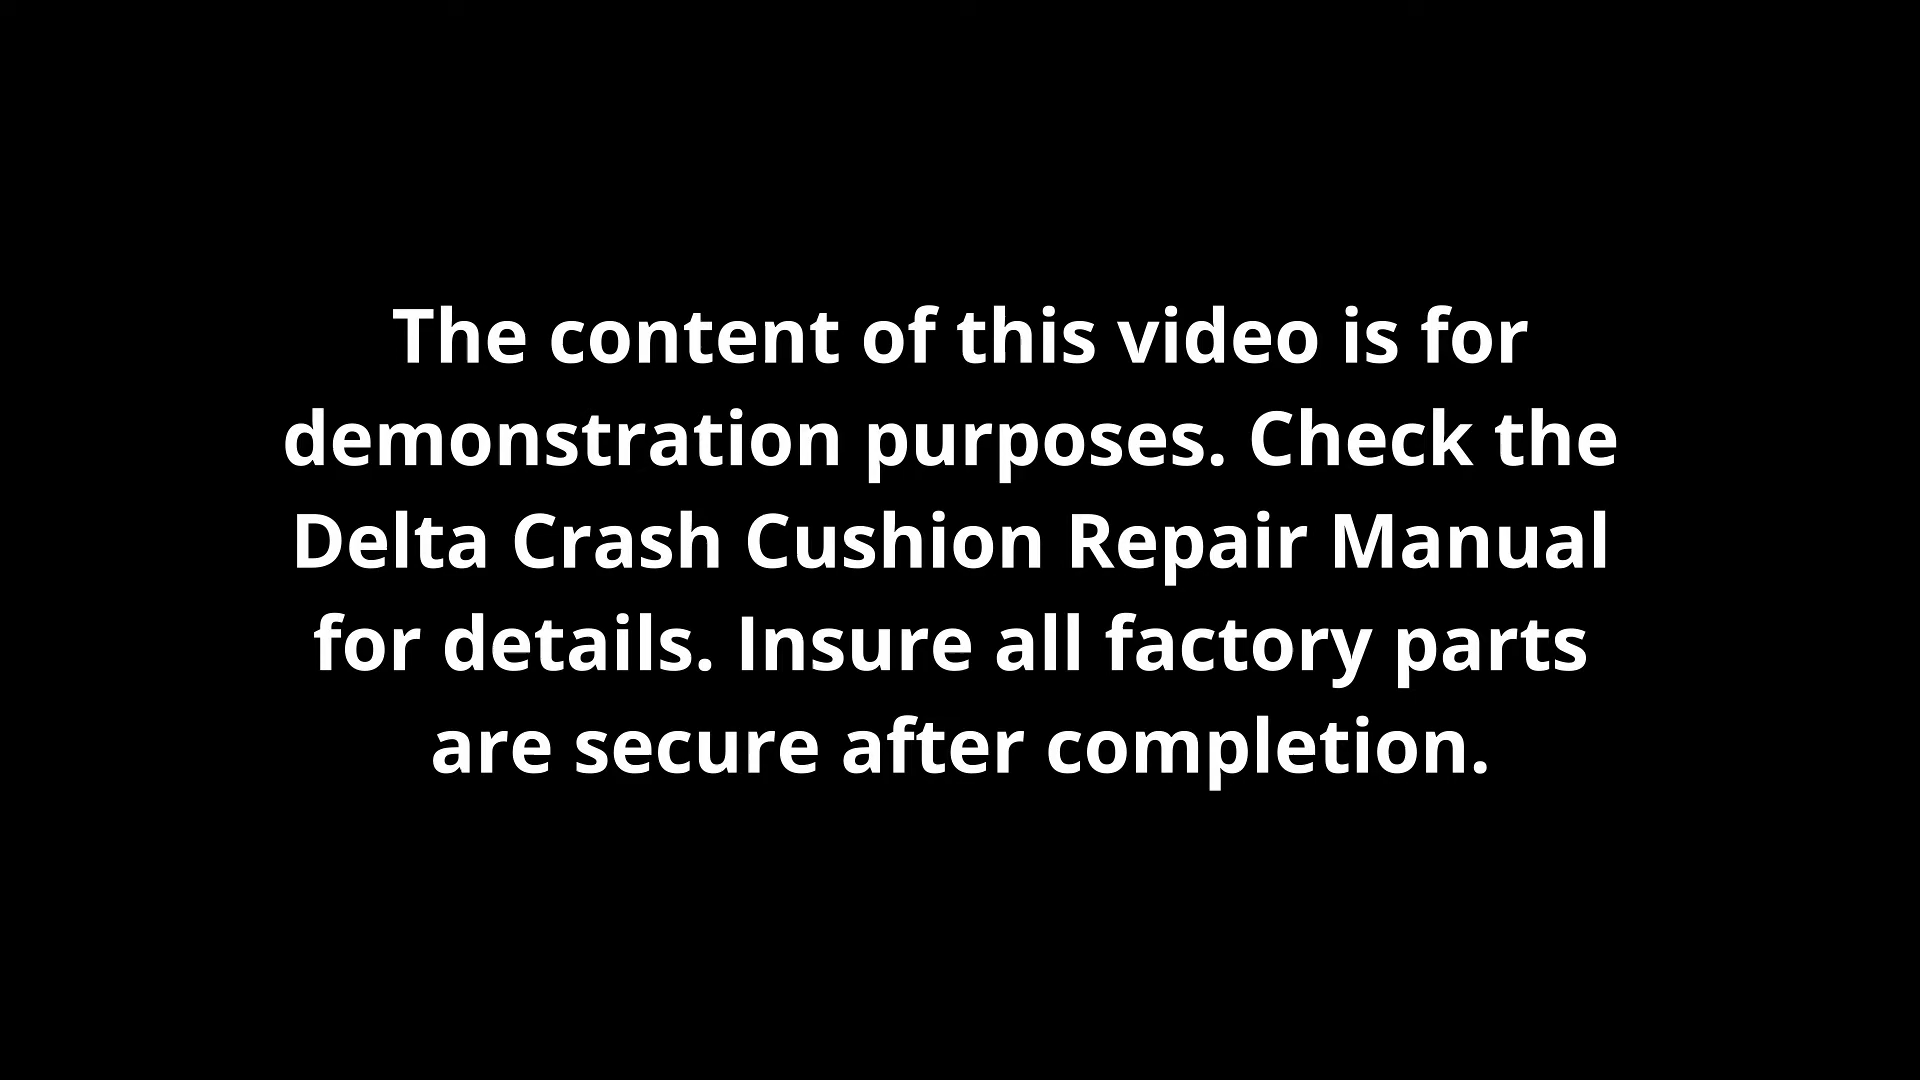 The content of this video is for
demonstration purposes. Check the
Delta Crash Cushion Repair Manual
for details. Insure all factory parts
are secure after completion.